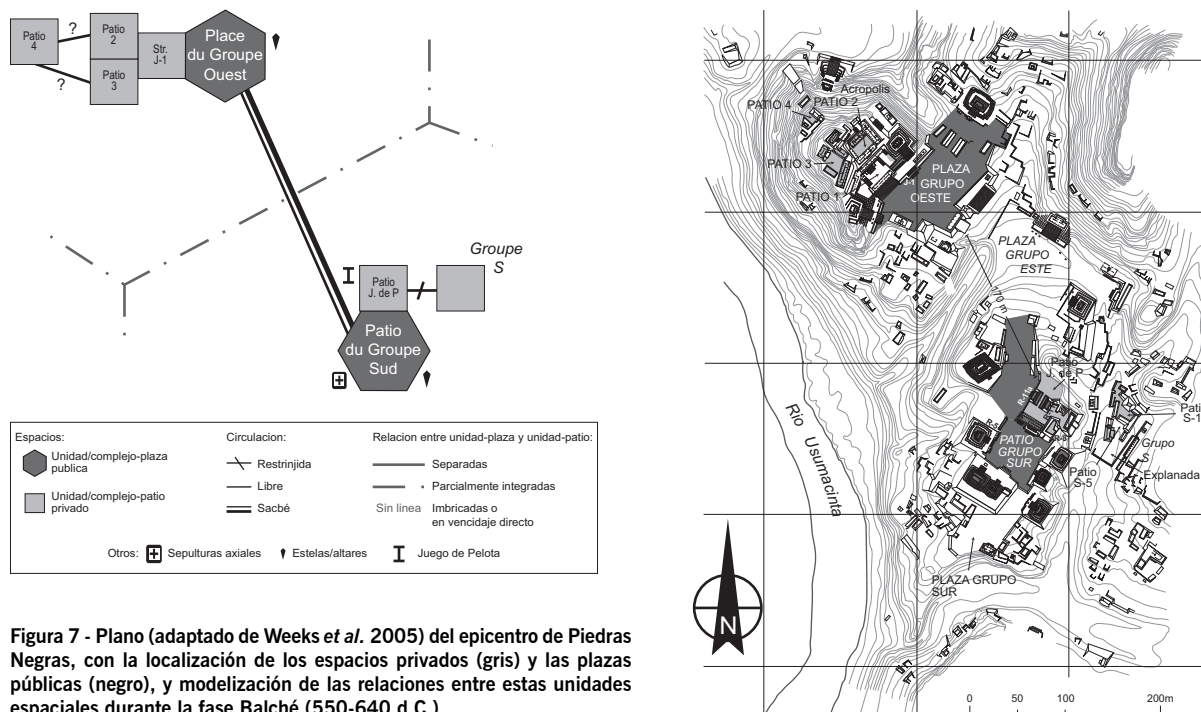 Patio
4
?
Patio
2
Str.
J-1
Patio
3
?
Place
du Groupe
Ouest
Groupe
S
Patio
J. de P
Patio
du Groupe
Sud
Espacios:
Unidad/complejo-plaza
publica
Unidad/complejo-patio
privado
Circulacion:
Restrinjida
Libre
Sacbé
Relacion entre unidad-plaza y unidad-patio:
Separadas
Parcialmente integradas
Sin linea
Imbricadas o
en vencidaje directo
Otros:
Sepulturas axiales
Estelas/altares
Juego de Pelota
Figura 7 - Plano (adaptado de Weeks et al. 2005) del epicentro de Piedras
Negras, con la localización de los espacios privados (gris) y las plazas
públicas (negro), y modelización de las relaciones entre estas unidades
espaciales durante la fase Balché (550-640 d.C.)
Acropolis
PATIO 4
PATIO 2
PATIO 3
J-1
PATIO 1
PLAZA
GRUPO
OESTE
PLAZA
GRUPO
ESTE
170 m
Patio
J. de P
R-11a
Patio
S-1
PATIO
GRUPO
SUR
Grupo
S
Explanada
Patio
S-5
Rio Usumacinta
PLAZA GRUPO
SUR
N
0 50 100 200m